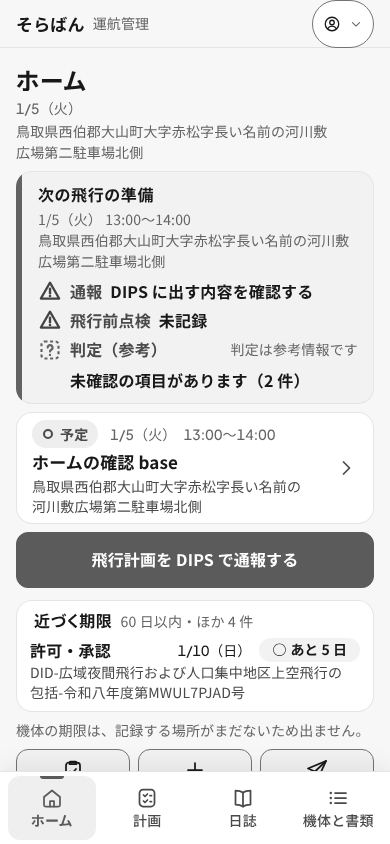 そらばん 運航管理
ホーム
1/5（火）
鳥取県西伯郡大山町大字赤松字長い名前の河川敷
広場第二駐車場北側
次の飛行の準備
1/5（火） 13:00〜14:00
鳥取県西伯郡大山町大字赤松字長い名前の河川敷
広場第二駐車場北側
通報 DIPS に出す内容を確認する
飛行前点検 未記録
判定（参考） 判定は参考情報です
未確認の項目があります（2 件）
予定 1/5（火） 13:00〜14:00
ホームの確認 base
鳥取県西伯郡大山町大字赤松字長い名前の
河川敷広場第二駐車場北側
飛行計画を DIPS で通報する
近づく期限 60 日以内・ほか 4 件
許可・承認 1/10（日） あと 5 日
DID-広域夜間飛行および人口集中地区上空飛行の
包括-令和八年度第MWUL7PJAD号
機体の期限は、記録する場所がまだないため出ません。
ホーム 計画 日誌 機体と書類